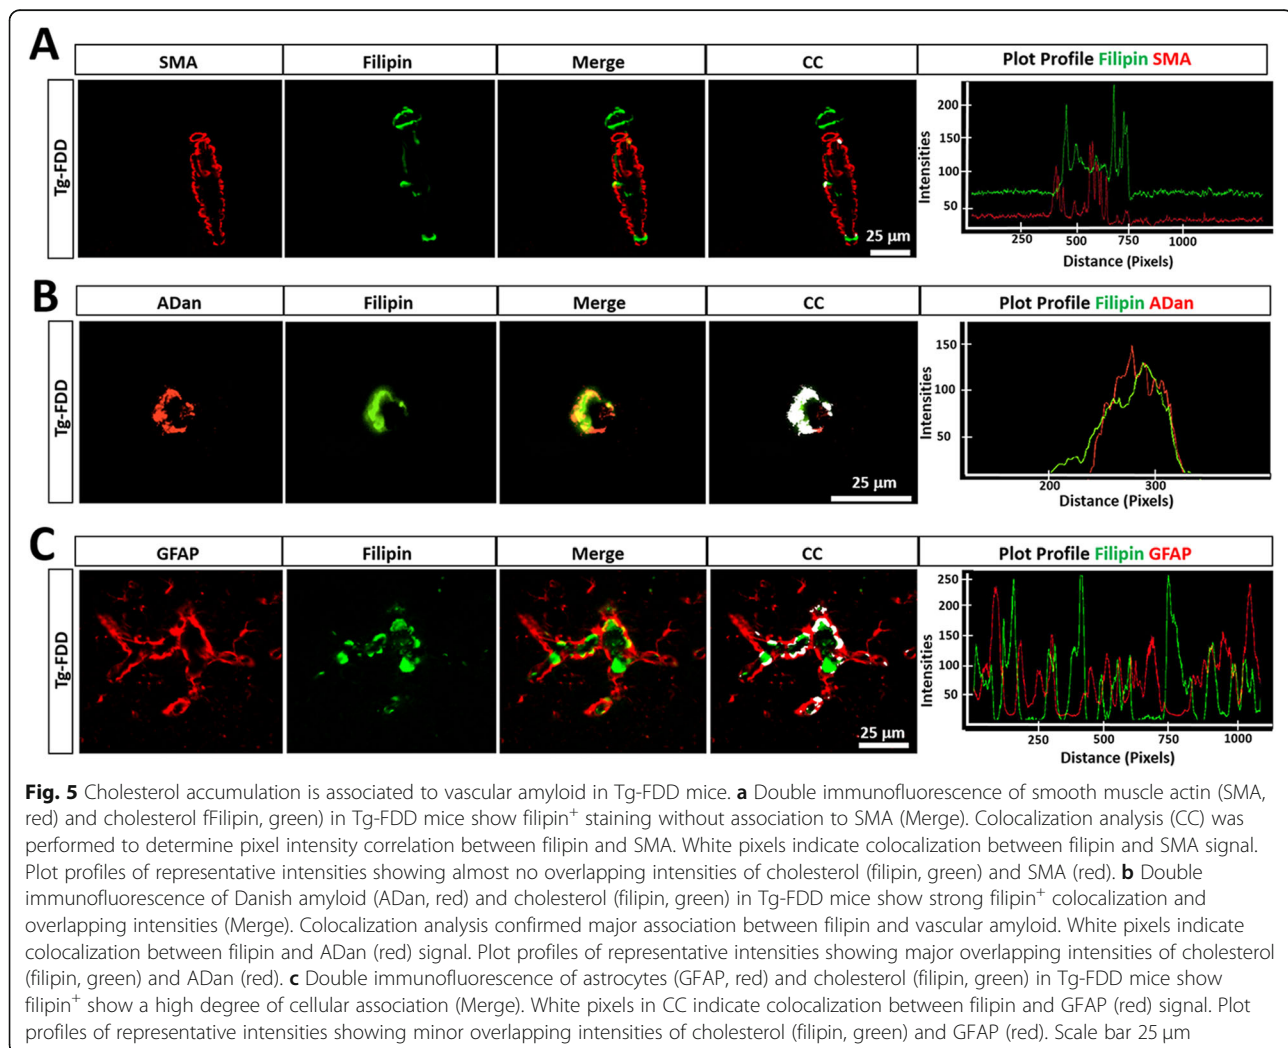 A
SMA
Filipin
Merge
CC
Plot Profile Filipin SMA
Tg-FDD
25 µm
Intensities
200
150
100
50
250
500
750
1000
Distance (Pixels)
B
ADan
Filipin
Merge
CC
Plot Profile Filipin ADan
Tg-FDD
25 µm
Intensities
150
100
50
200
300
Distance (Pixels)
C
GFAP
Filipin
Merge
CC
Plot Profile Filipin GFAP
Tg-FDD
25 µm
Intensities
250
200
150
100
50
250
500
750
1000
Distance (Pixels)
Fig. 5 Cholesterol accumulation is associated to vascular amyloid in Tg-FDD mice. a Double immunofluorescence of smooth muscle actin (SMA,
red) and cholesterol fFilipin, green) in Tg-FDD mice show filipin+ staining without association to SMA (Merge). Colocalization analysis (CC) was
performed to determine pixel intensity correlation between filipin and SMA. White pixels indicate colocalization between filipin and SMA signal.
Plot profiles of representative intensities showing almost no overlapping intensities of cholesterol (filipin, green) and SMA (red). b Double
immunofluorescence of Danish amyloid (ADan, red) and cholesterol (filipin, green) in Tg-FDD mice show strong filipin+ colocalization and
overlapping intensities (Merge). Colocalization analysis confirmed major association between filipin and vascular amyloid. White pixels indicate
colocalization between filipin and ADan (red) signal. Plot profiles of representative intensities showing major overlapping intensities of cholesterol
(filipin, green) and ADan (red). c Double immunofluorescence of astrocytes (GFAP, red) and cholesterol (filipin, green) in Tg-FDD mice show
filipin+ show a high degree of cellular association (Merge). White pixels in CC indicate colocalization between filipin and GFAP (red) signal. Plot
profiles of representative intensities showing minor overlapping intensities of cholesterol (filipin, green) and GFAP (red). Scale bar 25 µm